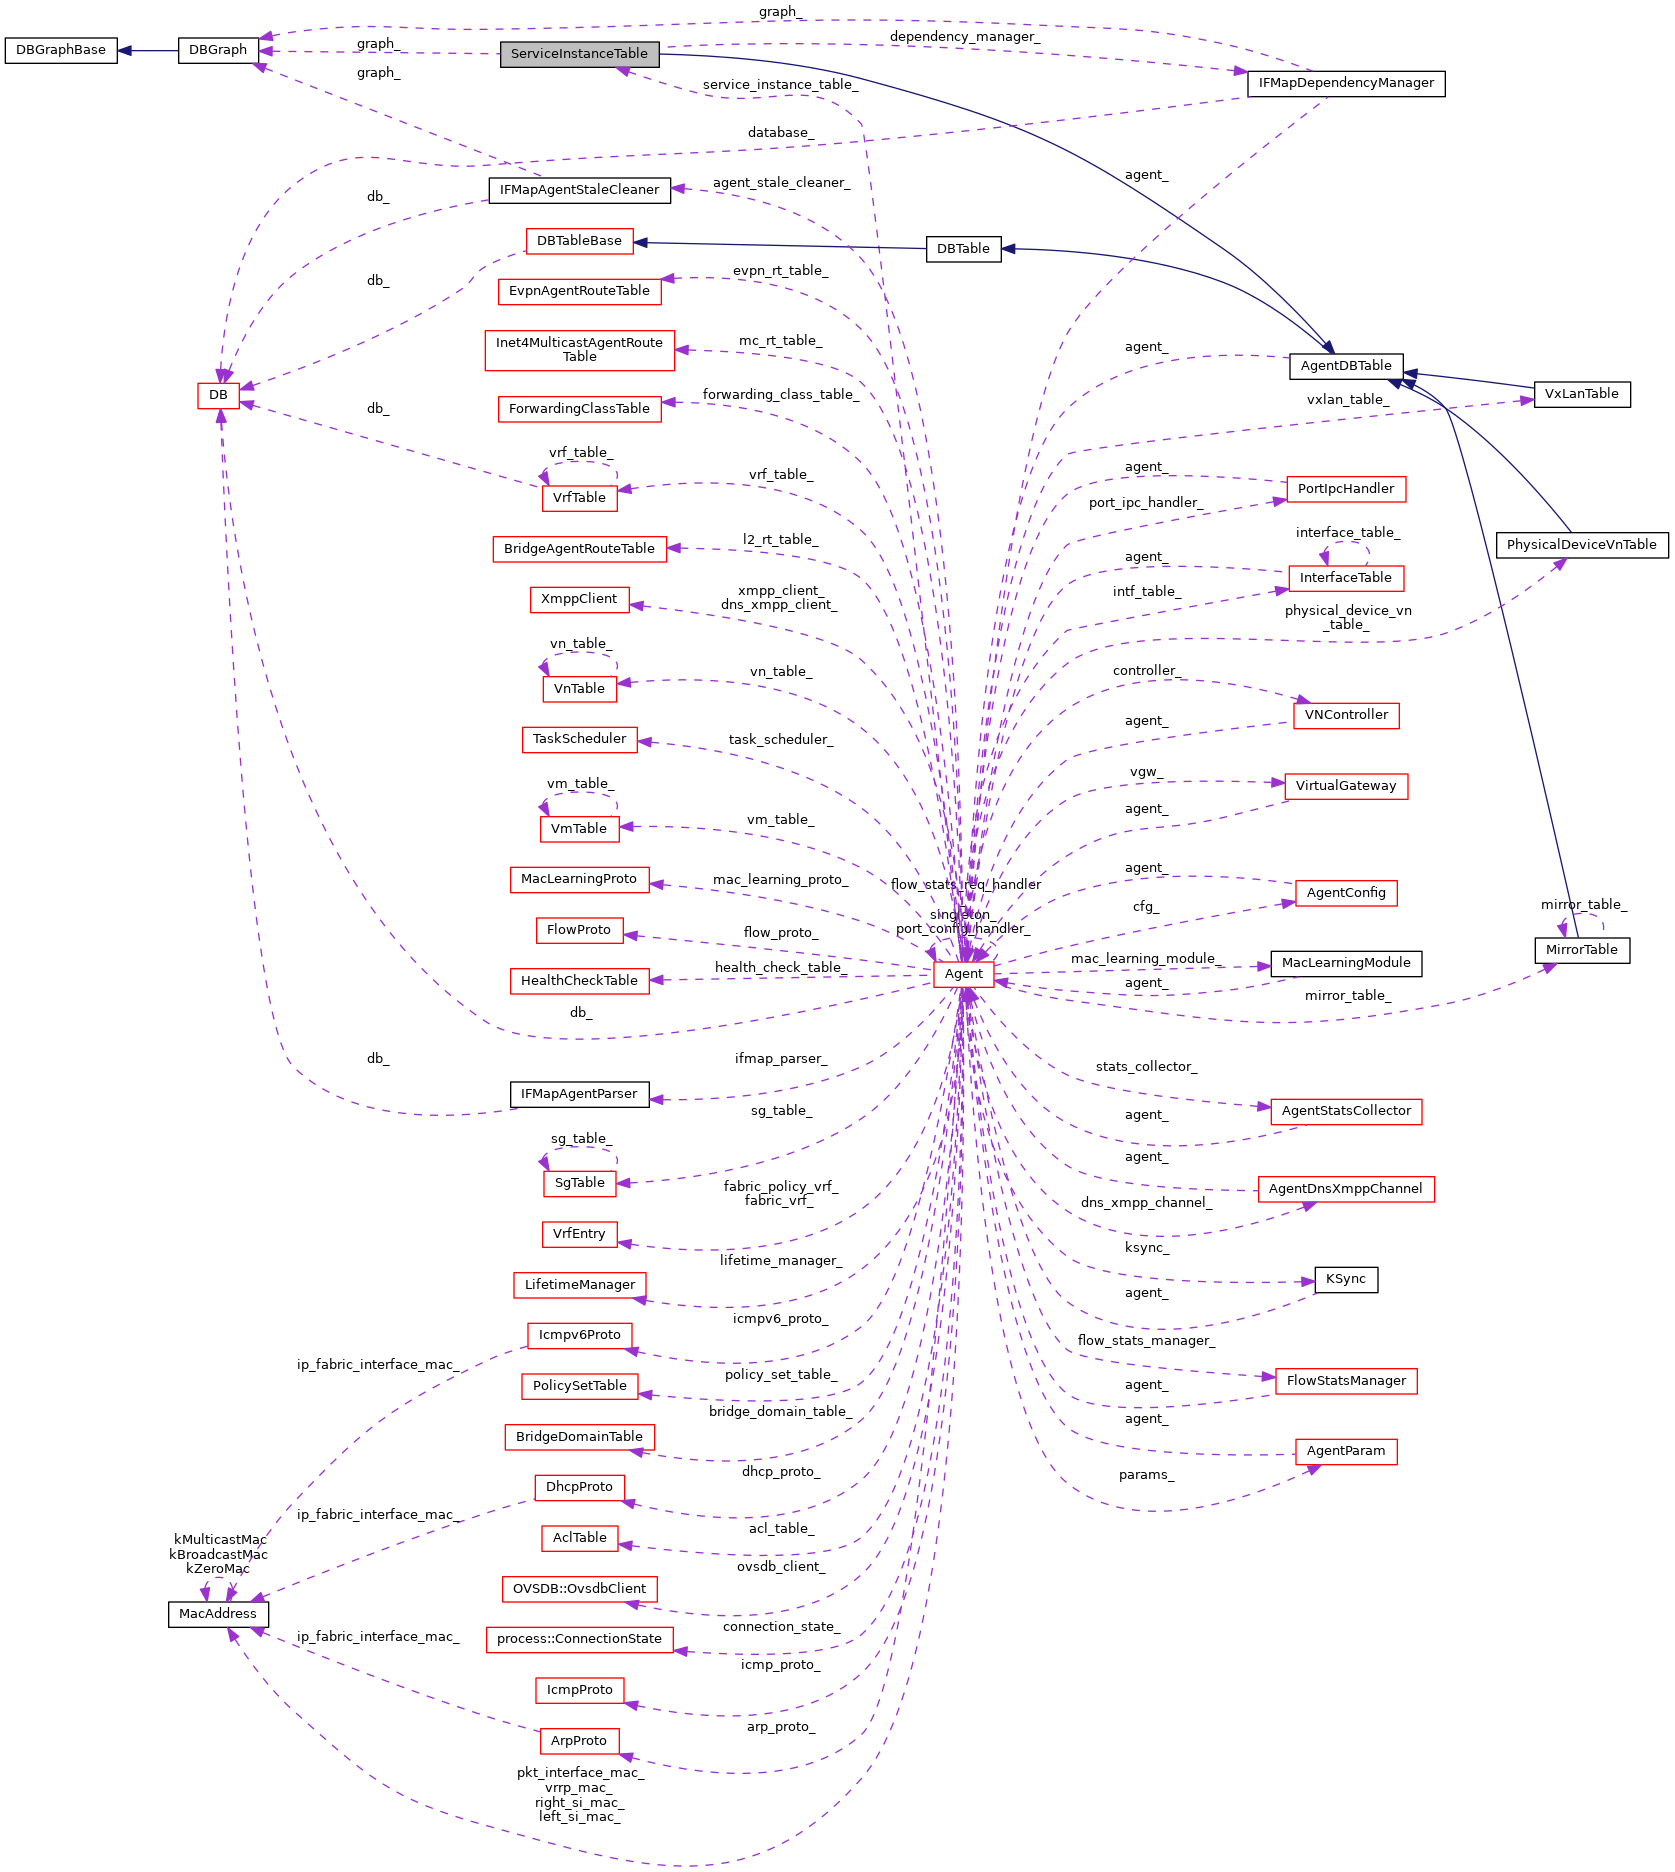 graph_
dependency_manager_
DBGraphBase
DBGraph
graph_
ServiceInstanceTable
graph_
service_instance_table_
IFMapDependencyManager
database_
agent_
IFMapAgentStaleCleaner
agent_stale_cleaner_
db_
DBTableBase
DBTable
db_
evpn_rt_table_
EvpnAgentRouteTable
Inet4MulticastAgentRoute
Table
mc_rt_table_
agent_
AgentDBTable
DB
db_
ForwardingClassTable
forwarding_class_table_
vxlan_table_
VxLanTable
vrf_table_
VrfTable
vrf_table_
agent_
port_ipc_handler_
PortIpcHandler
BridgeAgentRouteTable
l2_rt_table_
interface_table_
agent_
intf_table_
InterfaceTable
PhysicalDeviceVnTable
XmppClient
xmpp_client_
dns_xmpp_client_
physical_device_vn
_table_
vn_table_
VnTable
vn_table_
controller_
agent_
VNController
TaskScheduler
task_scheduler_
vgw_
agent_
VirtualGateway
vm_table_
VmTable
vm_table_
MacLearningProto
mac_learning_proto_
flow_stats_req_handler
_
singleton_
port_config_handler_
agent_
cfg_
AgentConfig
FlowProto
flow_proto_
mirror_table_
MirrorTable
HealthCheckTable
health_check_table_
Agent
mac_learning_module_
MacLearningModule
agent_
mirror_table_
db_
db_
IFMapAgentParser
ifmap_parser_
stats_collector_
AgentStatsCollector
agent_
sg_table_
sg_table_
SgTable
agent_
AgentDnsXmppChannel
dns_xmpp_channel_
fabric_policy_vrf_
fabric_vrf_
VrfEntry
ksync_
KSync
agent_
LifetimeManager
lifetime_manager_
Icmpv6Proto
icmpv6_proto_
ip_fabric_interface_mac_
flow_stats_manager_
FlowStatsManager
agent_
PolicySetTable
policy_set_table_
BridgeDomainTable
bridge_domain_table_
agent_
AgentParam
params_
DhcpProto
dhcp_proto_
ip_fabric_interface_mac_
AclTable
acl_table_
kMulticastMac
kBroadcastMac
kZeroMac
MacAddress
OVSDB::OvsdbClient
ovsdb_client_
process::ConnectionState
connection_state_
ip_fabric_interface_mac_
IcmpProto
icmp_proto_
ArpProto
arp_proto_
pkt_interface_mac_
vrrp_mac_
right_si_mac_
left_si_mac_